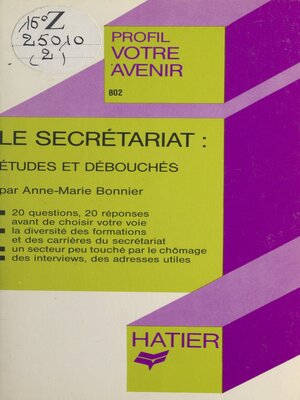 16° Z
25010
(2)
PROFIL
VOTRE
AVENIR
802
LE SECRÉTARIAT :
ÉTUDES ET DÉBOUCHÉS
par Anne-Marie Bonnier
20 questions, 20 réponses
avant de choisir votre voie
la diversité des formations
et des carrières du secrétariat
un secteur peu touché par le chômage
des interviews, des adresses utiles
HATIER